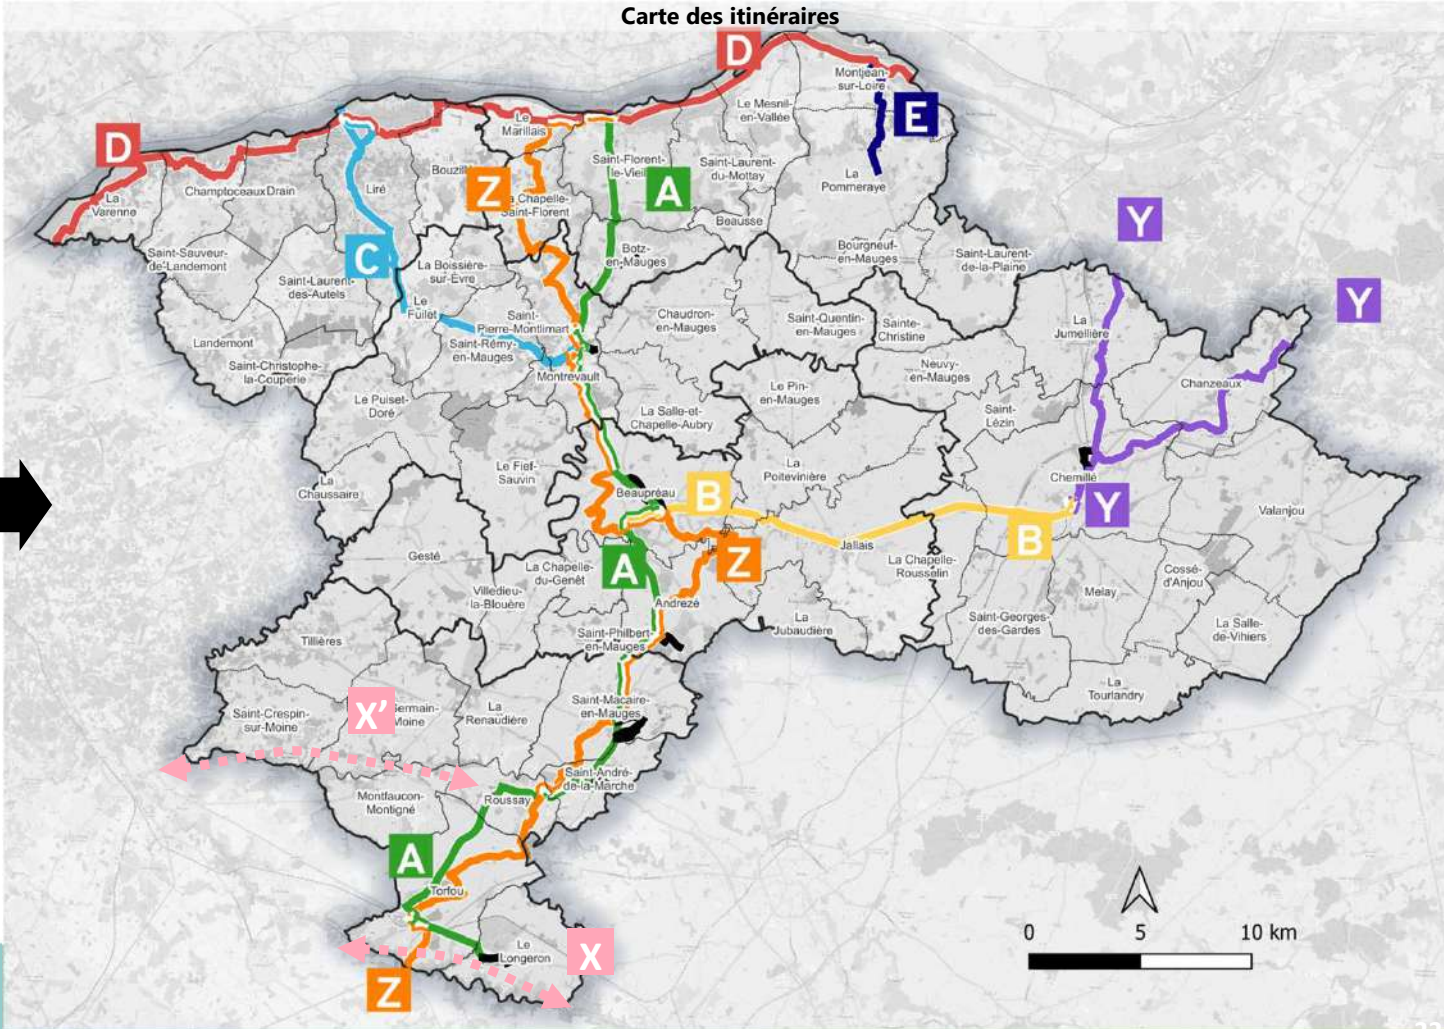 Carte des itinéraires
D
Montjean-
sur-Loire
E
Le Mesnil-
en-Vallée
Le
Marillais
D
Saint-Florent-
le-Vieil
A
Saint-Laurent-
du-Mottay
La
Pommeraye
Z
Liré
Champtoceaux
Drain
La
Varenne
La Chapelle-
Saint-Florent
Beausse
Y
C
Saint-Sauveur-
de-Landemont
La Boissière-
sur-Èvre
Botz-
en-Mauges
Bourgneuf-
en-Mauges
Saint-Laurent-
de-la-Plaine
Saint-Laurent-
des-Autels
Le
Fuilet
Y
Saint-
Pierre-Montlimart
Chaudron-
en-Mauges
Saint-Quentin-
en-Mauges
Sainte-
Christine
La
Jumellière
Landemont
Saint-Rémy-
en-Mauges
Saint-Christophe-
la-Couperie
Montrevault
Neuvy-
en-Mauges
Chanzeaux
Le Pin-
en-Mauges
Le Puiset-
Doré
La Salle-et-
Chapelle-Aubry
Saint-
Lézin
Le Fief-
Sauvin
La
Poitevinière
La
Chaussaire
Beaupréau
B
Chemillé
Y
Valanjou
B
Jallais
Gesté
A
Z
La Chapelle-
du-Genêt
La Chapelle-
Rousselin
Cossé-
d'Anjou
Villedieu-
la-Blouère
Andrezé
Melay
La
Jubaudière
Saint-Georges-
des-Gardes
La Salle-
de-Vihiers
Tillières
Saint-Philbert-
en-Mauges
La
Tourlandry
X’
Germain-
Moine
Saint-Crespin-
sur-Moine
La
Renaudière
Saint-Macaire-
en-Mauges
Saint-André-
de-la-Marche
Montfaucon-
Montigné
Roussay
A
Torfou
Le
Longeron
X
Z
0 5 10 km